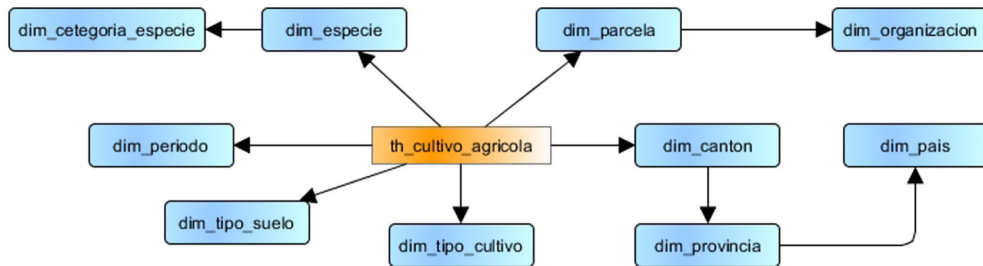 dim_cetegoria_especie
dim_especie
dim_parcela
dim_organizacion
dim_periodo
th_cultivo_agricola
dim_canton
dim_pais
dim_tipo_suelo
dim_tipo_cultivo
dim_provincia